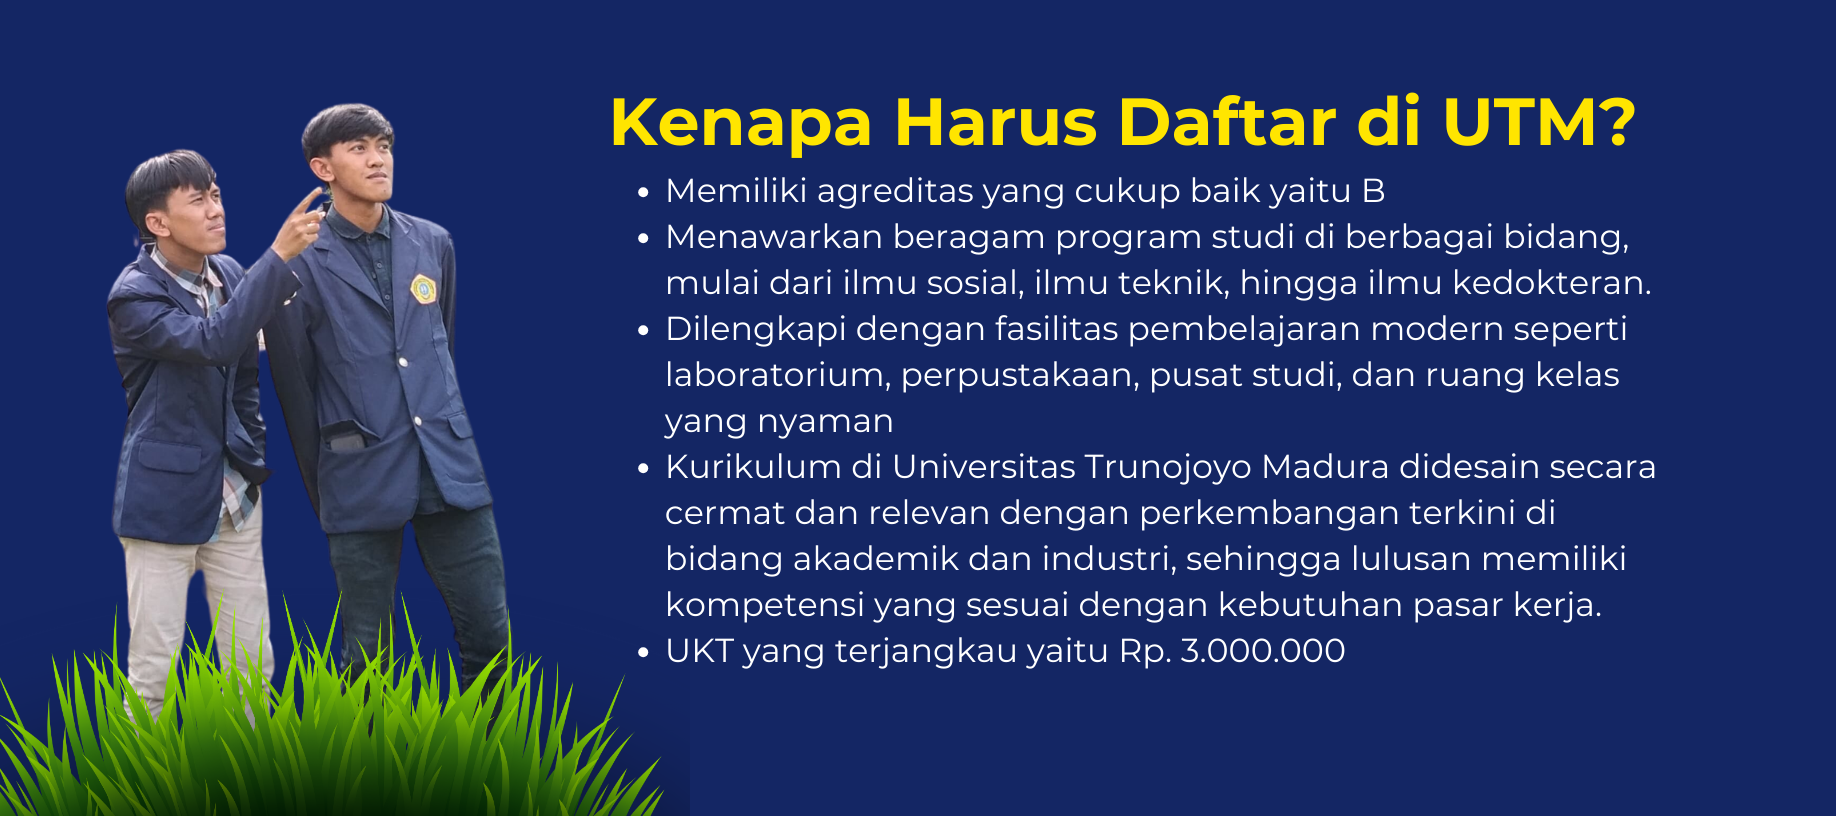 Kenapa Harus Daftar di UTM?
• Memiliki agreditas yang cukup baik yaitu B
• Menawarkan beragam program studi di berbagai bidang,
mulai dari ilmu sosial, ilmu teknik, hingga ilmu kedokteran.
• Dilengkapi dengan fasilitas pembelajaran modern seperti
laboratorium, perpustakaan, pusat studi, dan ruang kelas
yang nyaman
• Kurikulum di Universitas Trunojoyo Madura didesain secara
cermat dan relevan dengan perkembangan terkini di
bidang akademik dan industri, sehingga lulusan memiliki
kompetensi yang sesuai dengan kebutuhan pasar kerja.
• UKT yang terjangkau yaitu Rp. 3.000.000